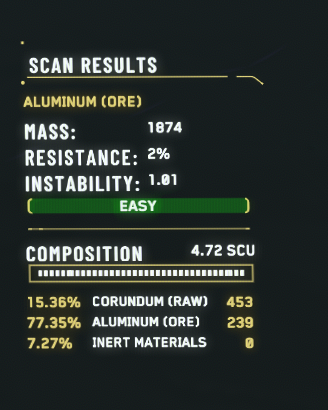 SCAN RESULTS
ALUMINUM (ORE)
MASS: 1874
RESISTANCE: 2%
INSTABILITY: 1.01
EASY
COMPOSITION 4.72 SCU
15.36% CORUNDUM (RAW) 453
77.35% ALUMINUM (ORE) 239
7.27% INERT MATERIALS 0